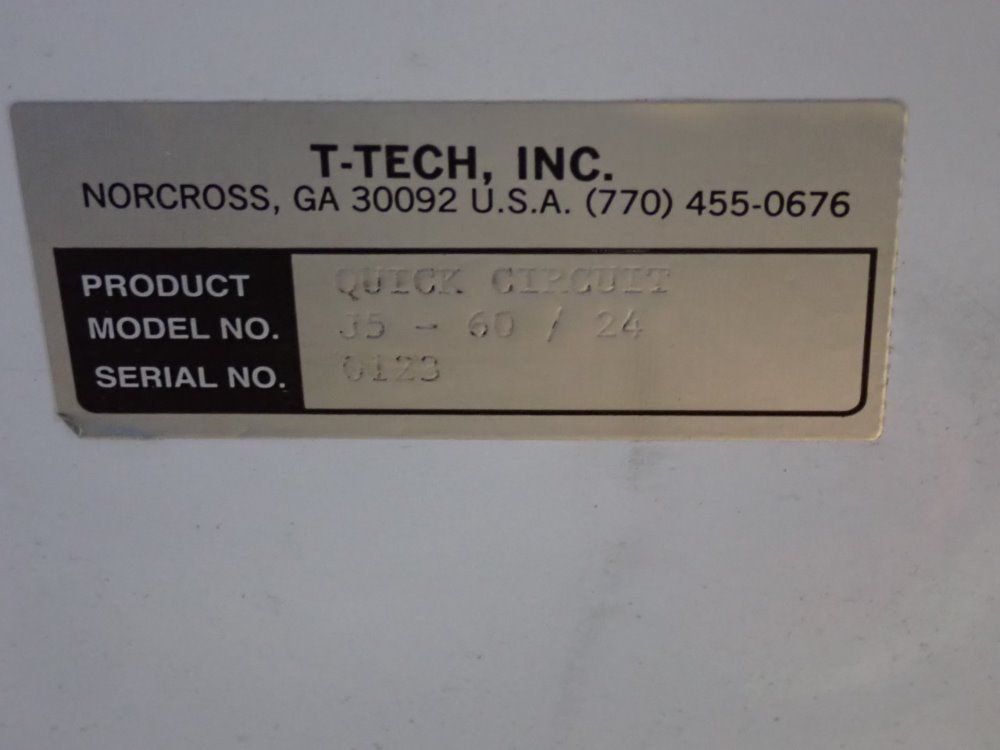 T-TECH, INC.
NORCROSS, GA 30092 U.S.A. (770) 455-0676
PRODUCT QUICK CIRCUIT
MODEL NO. J5 - 60 / 24
SERIAL NO. 0123